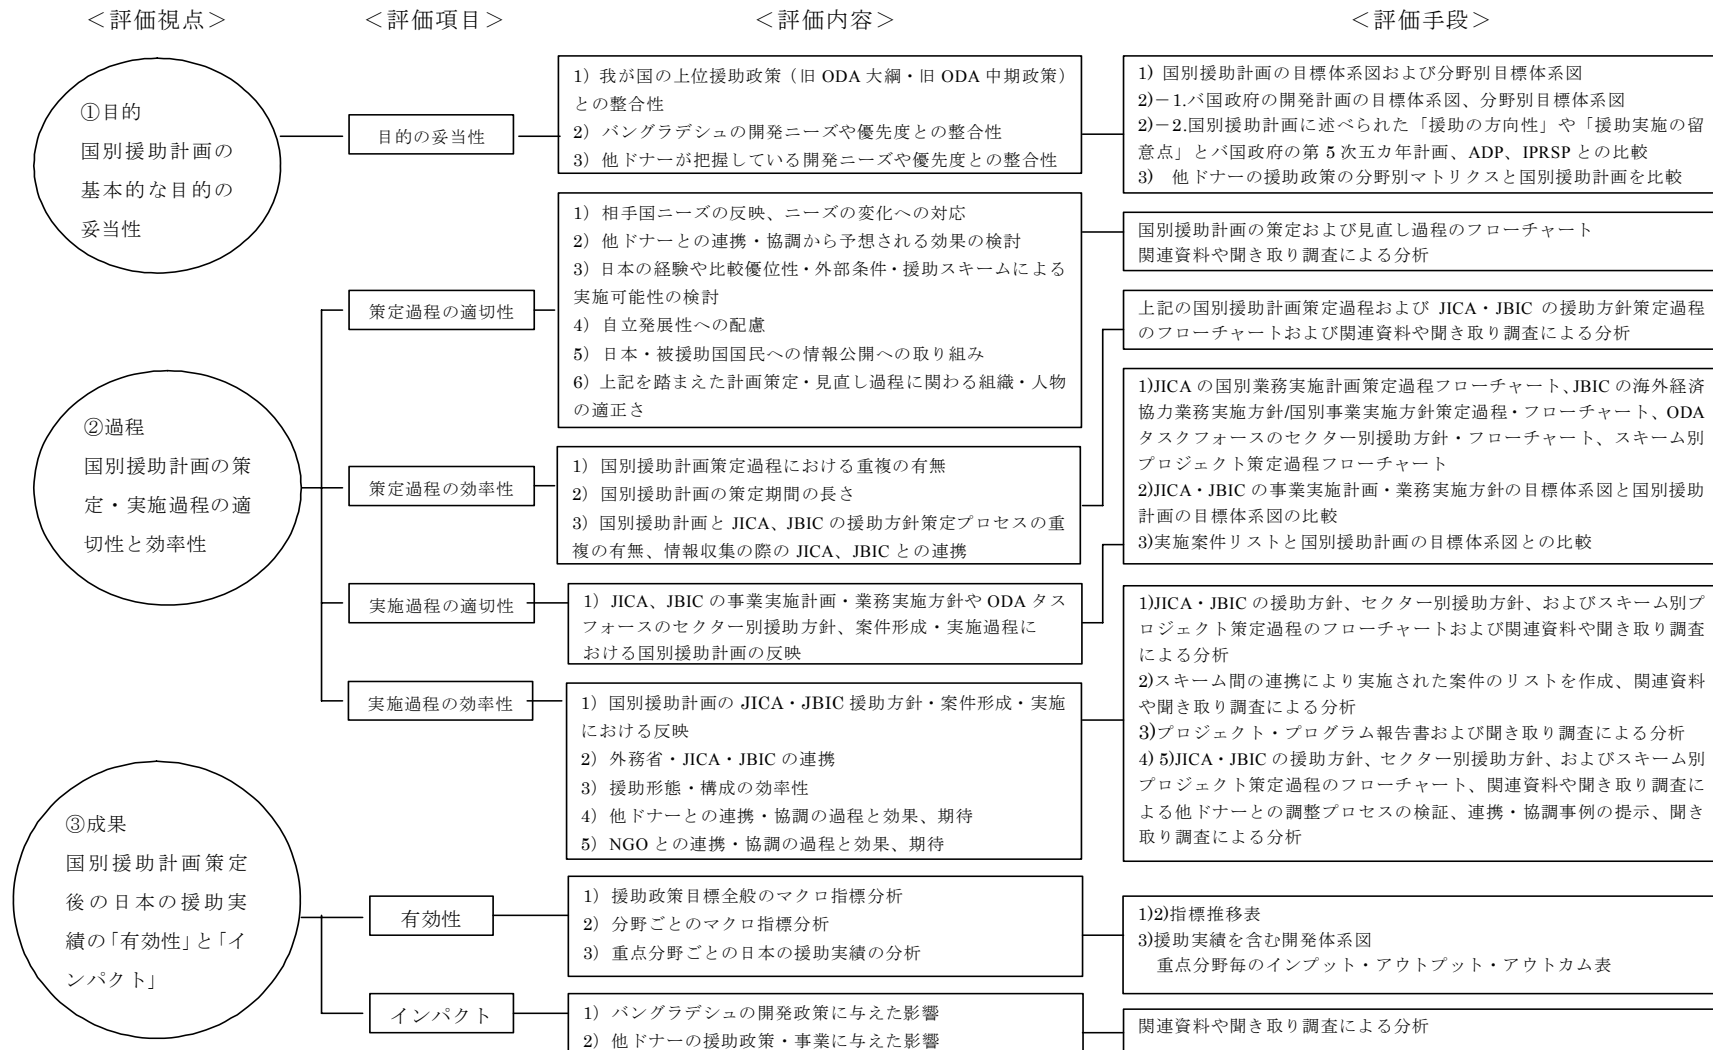 ＜評価視点＞
＜評価項目＞
＜評価内容＞
＜評価手段＞
①目的
国別援助計画の
基本的な目的の
妥当性
目的の妥当性
1）我が国の上位援助政策（旧 ODA 大綱・旧 ODA 中期政策）
との整合性
2）バングラデシュの開発ニーズや優先度との整合性
3）他ドナーが把握している開発ニーズや優先度との整合性
1) 国別援助計画の目標体系図および分野別目標体系図
2)－1.バ国政府の開発計画の目標体系図、分野別目標体系図
2)－2.国別援助計画に述べられた「援助の方向性」や「援助実施の留
意点」とバ国政府の第 5 次五カ年計画、ADP、IPRSP との比較
3)　他ドナーの援助政策の分野別マトリクスと国別援助計画を比較
②過程
国別援助計画の策
定・実施過程の適
切性と効率性
策定過程の適切性
1）相手国ニーズの反映、ニーズの変化への対応
2）他ドナーとの連携・協調から予想される効果の検討
3）日本の経験や比較優位性・外部条件・援助スキームによる
実施可能性の検討
4）自立発展性への配慮
5）日本・被援助国国民への情報公開への取り組み
6）上記を踏まえた計画策定・見直し過程に関わる組織・人物
の適正さ
国別援助計画の策定および見直し過程のフローチャート
関連資料や聞き取り調査による分析
策定過程の効率性
1）国別援助計画策定過程における重複の有無
2）国別援助計画の策定期間の長さ
3）国別援助計画と JICA、JBIC の援助方針策定プロセスの重
複の有無、情報収集の際の JICA、JBIC との連携
上記の国別援助計画策定過程および JICA・JBIC の援助方針策定過程
のフローチャートおよび関連資料や聞き取り調査による分析
実施過程の適切性
1）JICA、JBIC の事業実施計画・業務実施方針や ODA タス
フォースのセクター別援助方針、案件形成・実施過程に
おける国別援助計画の反映
1)JICA の国別業務実施計画策定過程フローチャート、JBIC の海外経済
協力業務実施方針/国別事業実施方針策定過程・フローチャート、ODA
タスクフォースのセクター別援助方針・フローチャート、スキーム別
プロジェクト策定過程フローチャート
2)JICA・JBIC の事業実施計画・業務実施方針の目標体系図と国別援助
計画の目標体系図の比較
3)実施案件リストと国別援助計画の目標体系図との比較
実施過程の効率性
1）国別援助計画の JICA・JBIC 援助方針・案件形成・実施
における反映
2）外務省・JICA・JBIC の連携
3）援助形態・構成の効率性
4）他ドナーとの連携・協調の過程と効果、期待
5）NGO との連携・協調の過程と効果、期待
1)JICA・JBIC の援助方針、セクター別援助方針、およびスキーム別プ
ロジェクト策定過程のフローチャートおよび関連資料や聞き取り調査
による分析
2)スキーム間の連携により実施された案件のリストを作成、関連資料
や聞き取り調査による分析
3)プロジェクト・プログラム報告書および聞き取り調査による分析
4) 5)JICA・JBIC の援助方針、セクター別援助方針、およびスキーム別
プロジェクト策定過程のフローチャート、関連資料や聞き取り調査に
よる他ドナーとの調整プロセスの検証、連携・協調事例の提示、聞き
取り調査による分析
③成果
国別援助計画策定
後の日本の援助実
績の「有効性」と「イ
ンパクト」
有効性
1）援助政策目標全般のマクロ指標分析
2）分野ごとのマクロ指標分析
3）重点分野ごとの日本の援助実績の分析
1)2)指標推移表
3)援助実績を含む開発体系図
重点分野毎のインプット・アウトプット・アウトカム表
インパクト
1）バングラデシュの開発政策に与えた影響
2）他ドナーの援助政策・事業に与えた影響
関連資料や聞き取り調査による分析